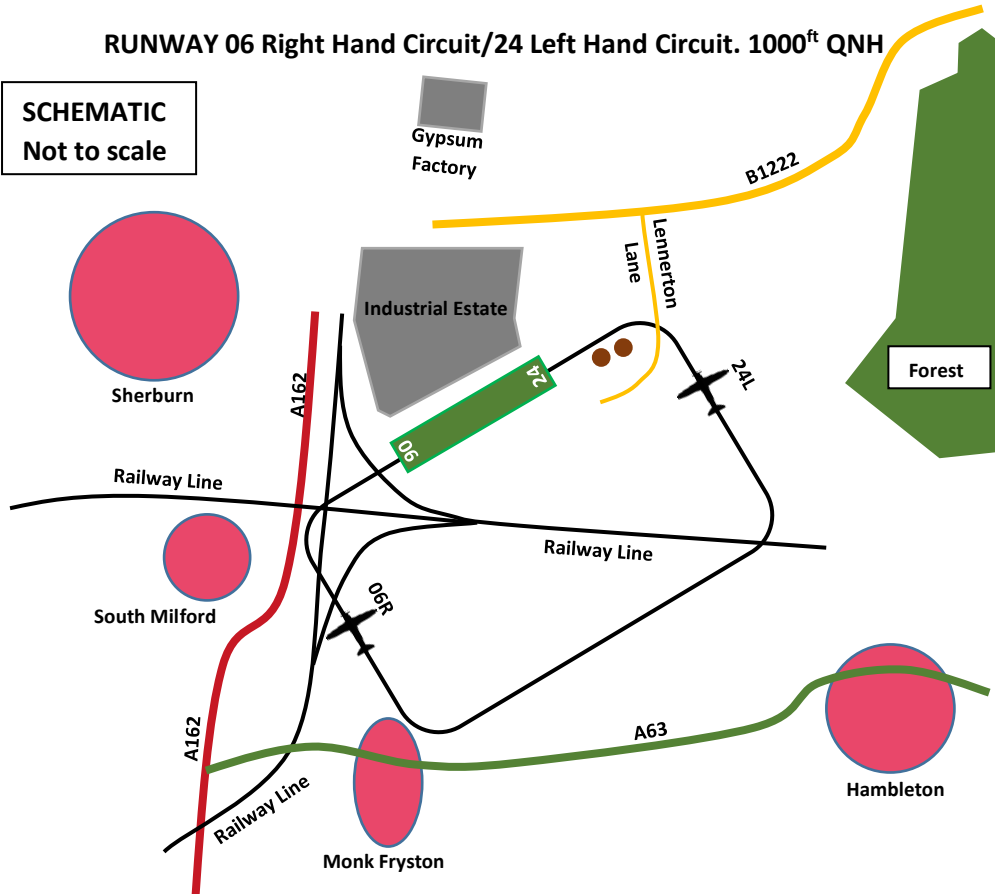 RUNWAY 06 Right Hand Circuit/24 Left Hand Circuit. 1000ft QNH
SCHEMATIC
Not to scale
Gypsum
Factory
B1222
Lennerton
Lane
Industrial Estate
Sherburn
A162
24
24L
Forest
06
Railway Line
Railway Line
South Milford
06R
A162
A63
Railway Line
Hambleton
Monk Fryston